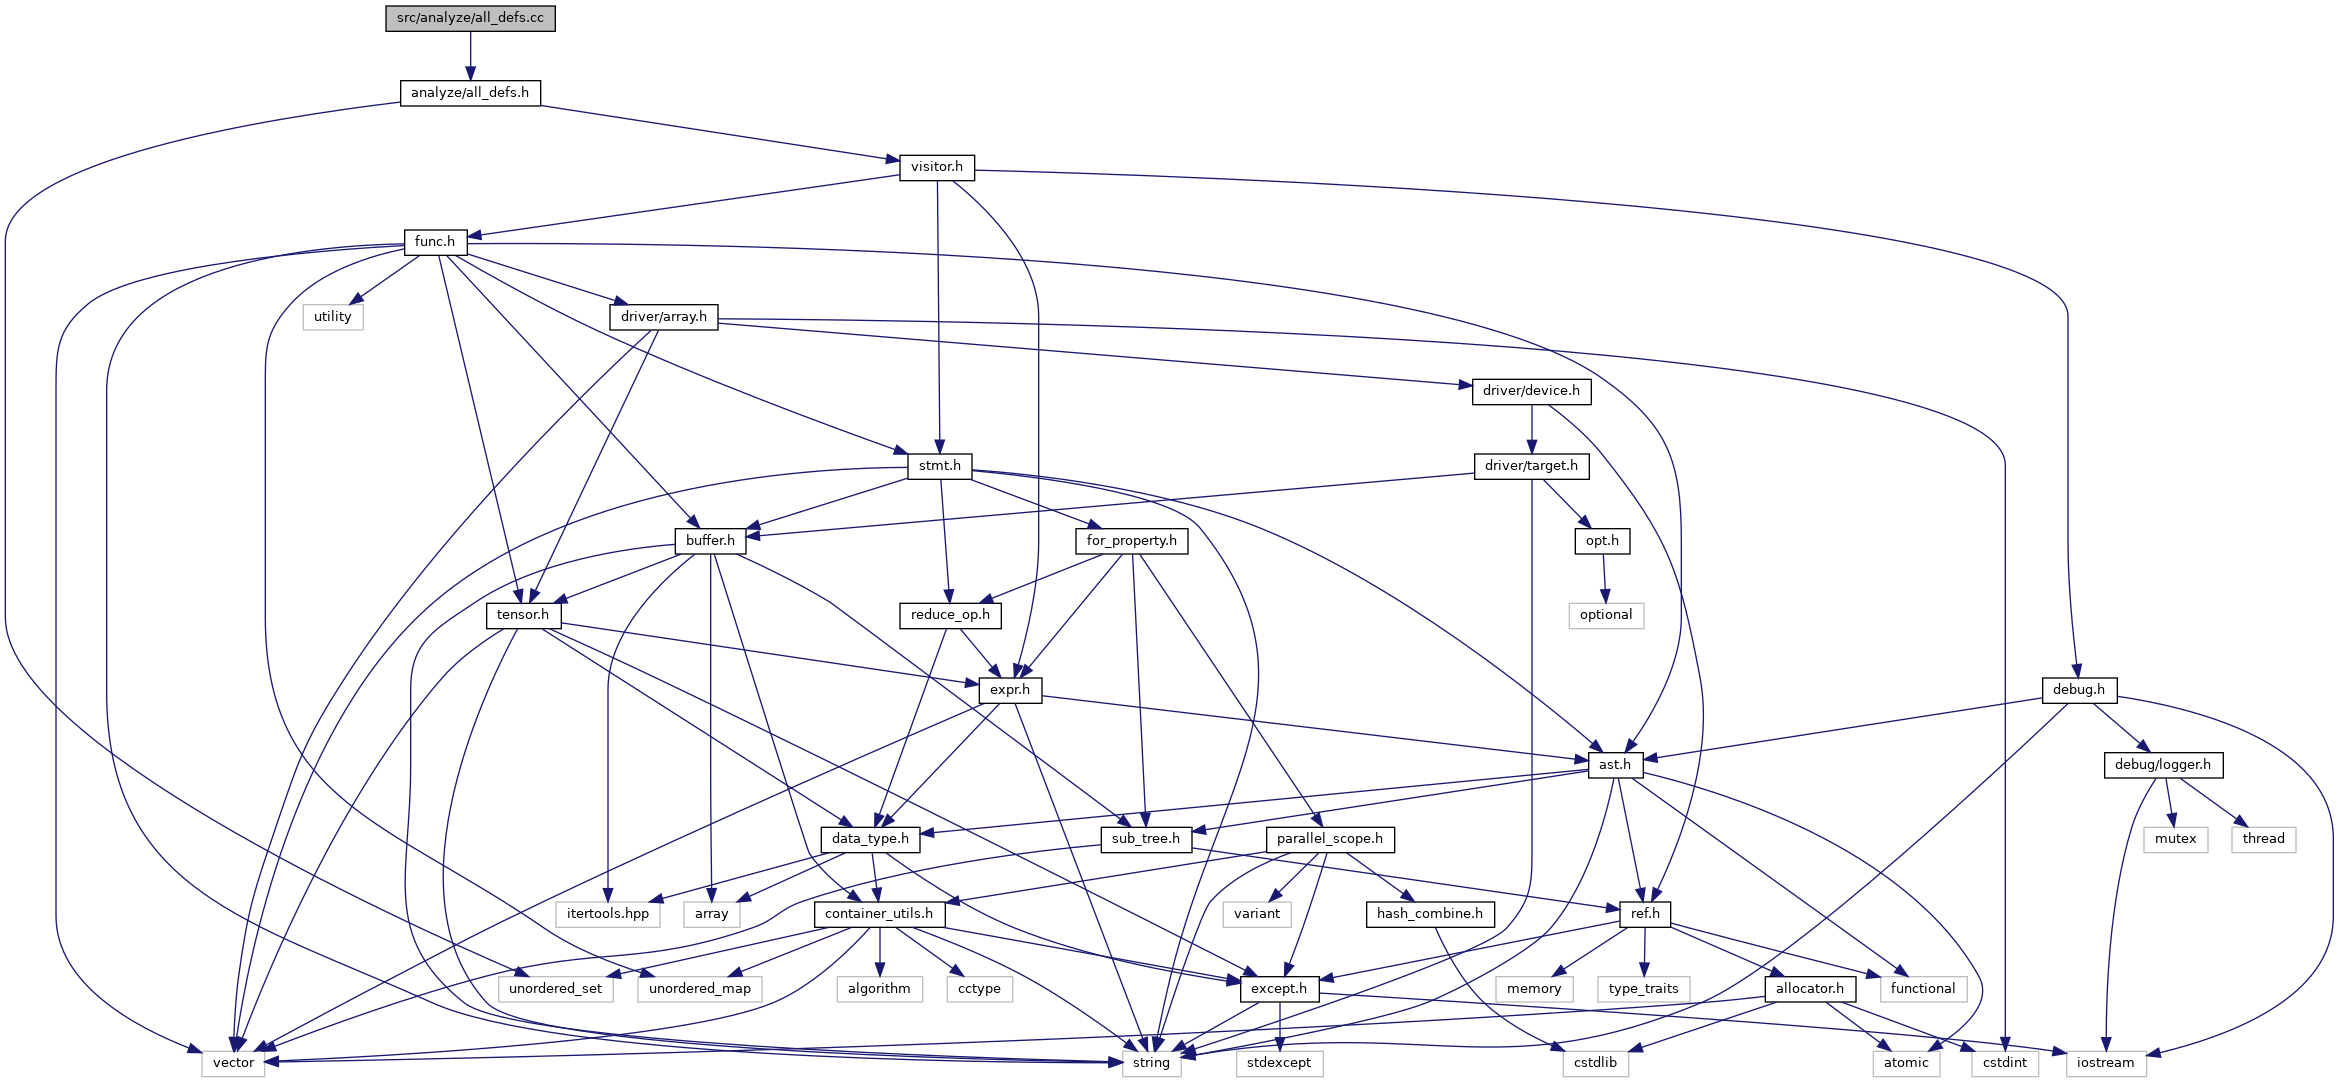 src/analyze/all_defs.cc
analyze/all_defs.h
visitor.h
func.h
utility
driver/array.h
driver/device.h
stmt.h
driver/target.h
buffer.h
for_property.h
opt.h
tensor.h
reduce_op.h
optional
expr.h
debug.h
ast.h
debug/logger.h
data_type.h
sub_tree.h
parallel_scope.h
mutex
thread
itertools.hpp
array
container_utils.h
variant
hash_combine.h
ref.h
unordered_set
unordered_map
algorithm
cctype
except.h
memory
type_traits
allocator.h
functional
vector
string
stdexcept
cstdlib
atomic
cstdint
iostream